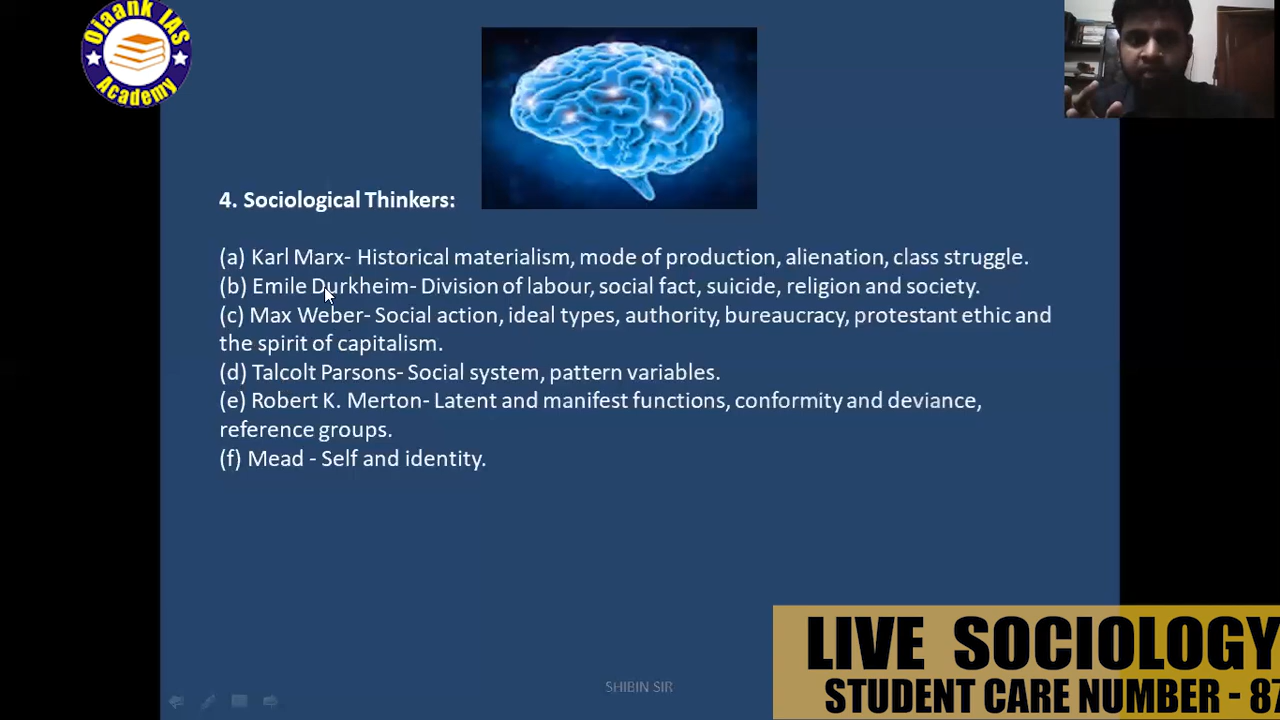 Ojaank IAS
Academy
4. Sociological Thinkers:
(a) Karl Marx- Historical materialism, mode of production, alienation, class struggle.
(b) Emile Durkheim- Division of labour, social fact, suicide, religion and society.
(c) Max Weber- Social action, ideal types, authority, bureaucracy, protestant ethic and
the spirit of capitalism.
(d) Talcolt Parsons- Social system, pattern variables.
(e) Robert K. Merton- Latent and manifest functions, conformity and deviance,
reference groups.
(f) Mead - Self and identity.
LIVE SOCIOLOGY
STUDENT CARE NUMBER - 87
SHIBIN SIR